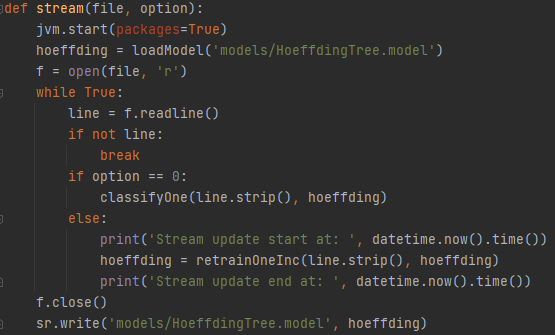 def stream(file, option):
    jvm.start(packages=True)
    hoeffding = loadModel('models/HoeffdingTree.model')
    f = open(file, 'r')
    while True:
        line = f.readline()
        if not line:
            break
        if option == 0:
            classifyOne(line.strip(), hoeffding)
        else:
            print('Stream update start at: ', datetime.now().time())
            hoeffding = retrainOneInc(line.strip(), hoeffding)
            print('Stream update end at: ', datetime.now().time())
    f.close()
    sr.write('models/HoeffdingTree.model', hoeffding)